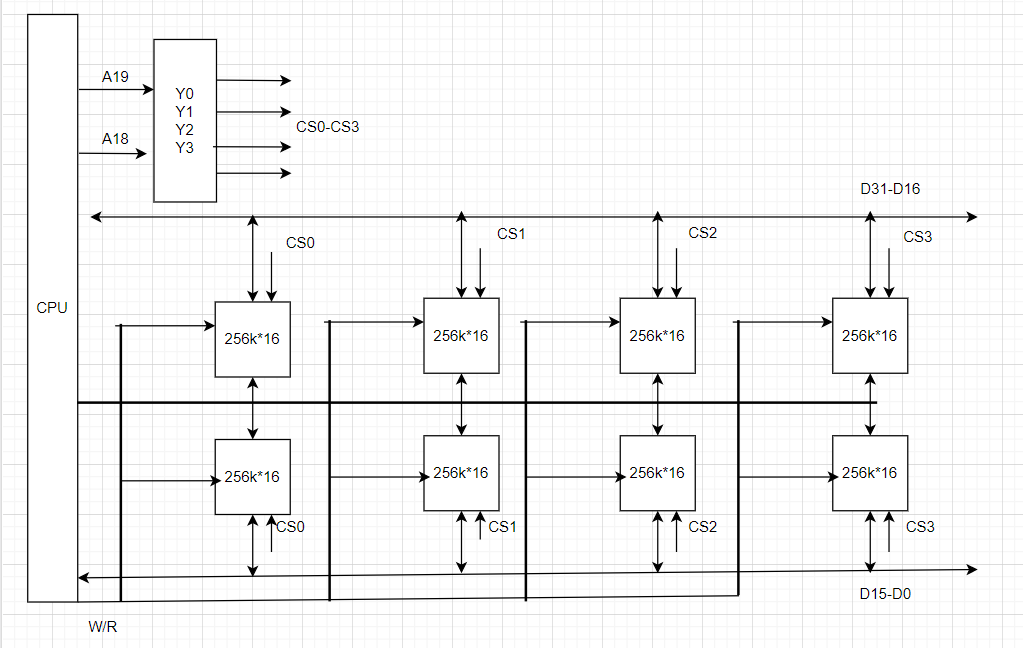 A19
Y0
Y1
Y2
Y3
CS0-CS3
A18
D31-D16
CS0
CS1
CS2
CS3
CPU
256k*16
256k*16
256k*16
256k*16
256k*16
256k*16
256k*16
256k*16
CS0
CS1
CS2
CS3
D15-D0
W/R